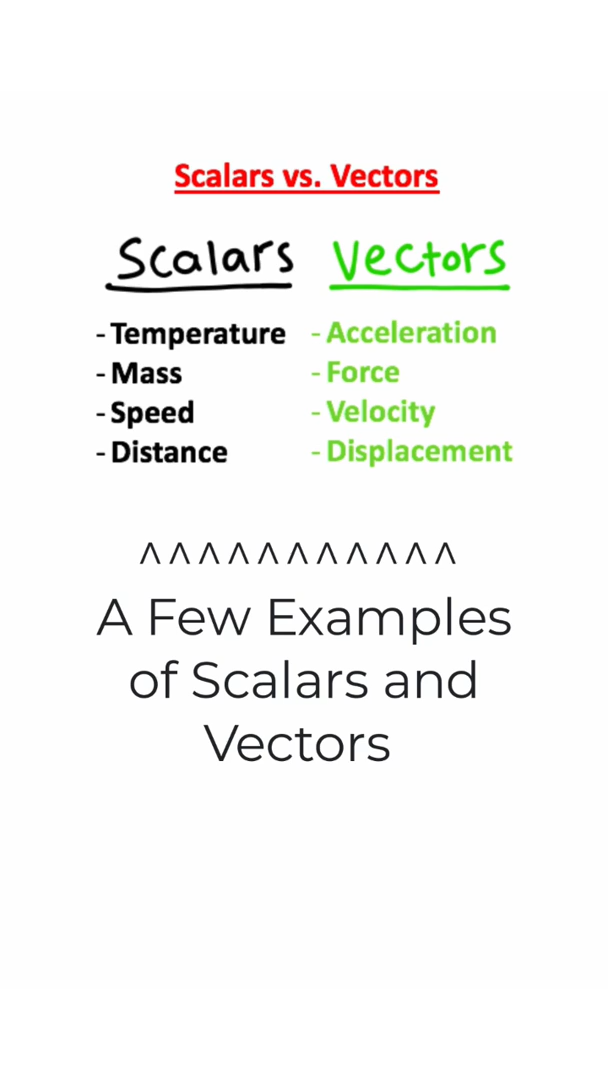 Scalars vs. Vectors
Scalars Vectors
- Temperature - Acceleration
- Mass - Force
- Speed - Velocity
- Distance - Displacement
^ ^ ^ ^ ^ ^ ^ ^ ^ ^ ^
A Few Examples
of Scalars and
Vectors